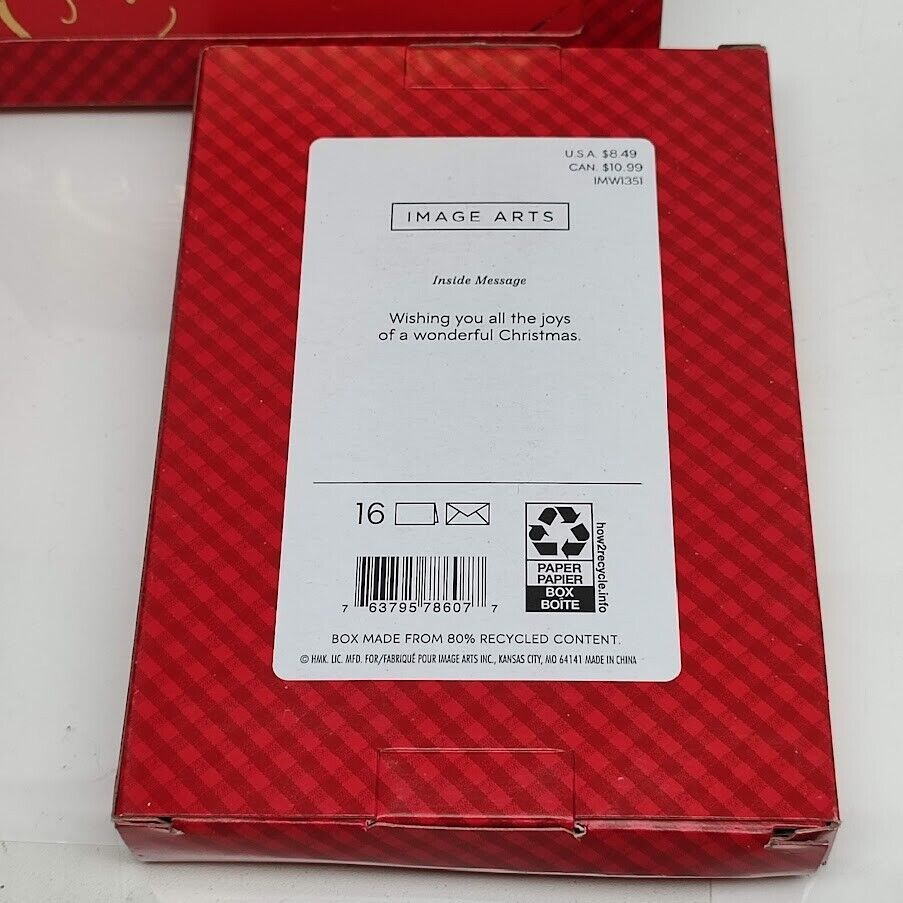 U.S.A. $8.49
CAN. $10.99
IMW1351
IMAGE ARTS
Inside Message
Wishing you all the joys
of a wonderful Christmas.
16
how2recycle.info
PAPER
PAPIER
BOX
BOÎTE
7 63795 78607 7
BOX MADE FROM 80% RECYCLED CONTENT.
© HMK. LIC. MFD. FOR/FABRIQUÉ POUR IMAGE ARTS INC., KANSAS CITY, MO 64141 MADE IN CHINA